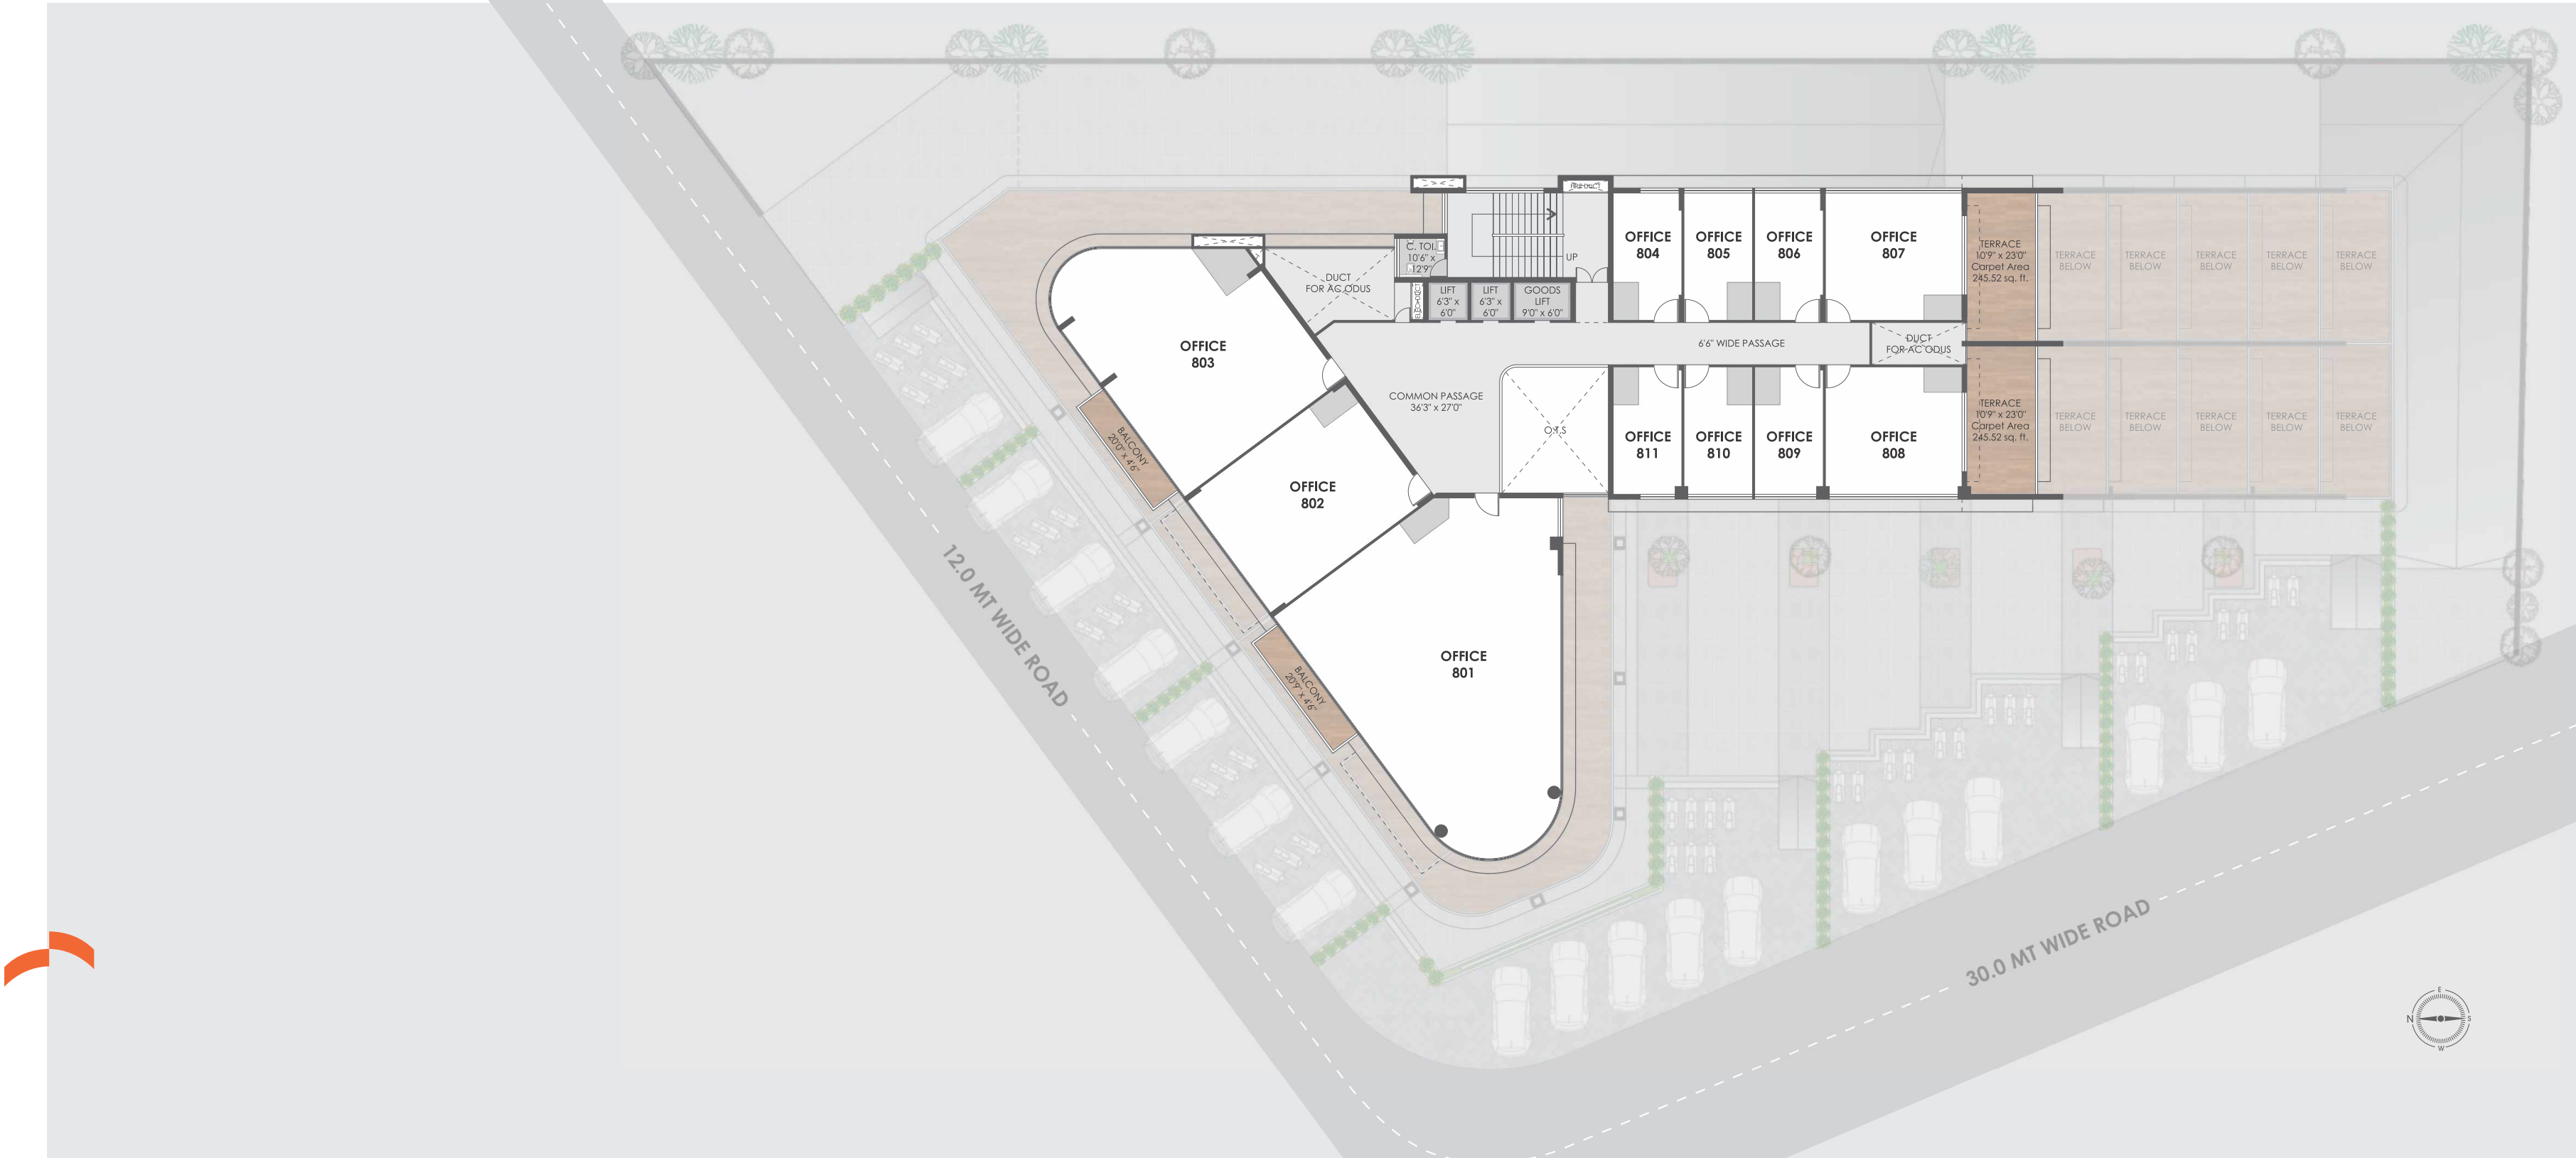 OFFICE
804
OFFICE
805
OFFICE
806
OFFICE
807
TERRACE
10'9" x 23'0"
Carpet Area
245.52 sq. ft.
TERRACE
BELOW
TERRACE
BELOW
TERRACE
BELOW
TERRACE
BELOW
TERRACE
BELOW
UP
C. TOI.
10'6" x
12'9"
DUCT
FOR AC ODUS
LIFT
6'3" x
6'0"
LIFT
6'3" x
6'0"
GOODS
LIFT
9'0" x 6'0"
6'6" WIDE PASSAGE
DUCT
FOR AC ODUS
OFFICE
803
COMMON PASSAGE
36'3" x 27'0"
O.T.S
OFFICE
811
OFFICE
810
OFFICE
809
OFFICE
808
TERRACE
10'9" x 23'0"
Carpet Area
245.52 sq. ft.
TERRACE
BELOW
TERRACE
BELOW
TERRACE
BELOW
TERRACE
BELOW
TERRACE
BELOW
BALCONY
20'0" x 4'6"
OFFICE
802
OFFICE
801
BALCONY
20'9" x 4'6"
12.0 MT WIDE ROAD
30.0 MT WIDE ROAD
E
N
S
W